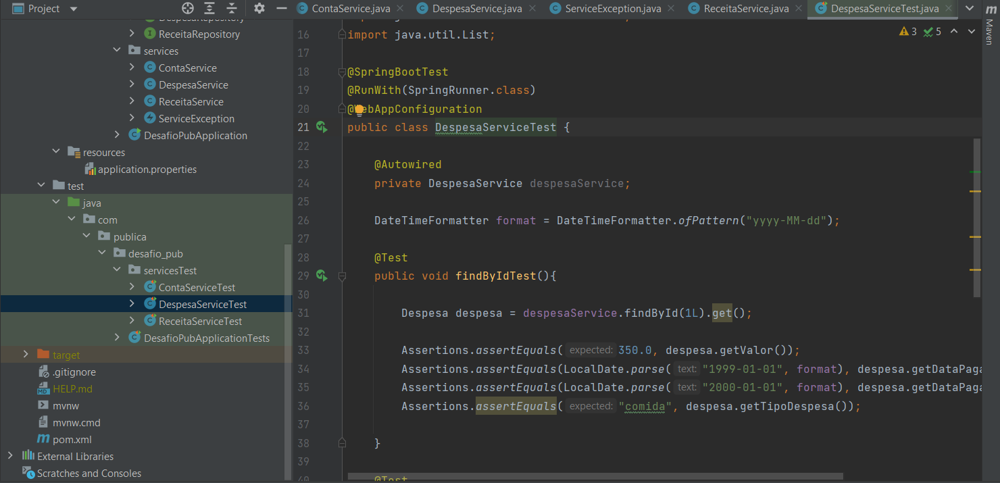 Project
ContaService.java
DespesaService.java
ServiceException.java
ReceitaService.java
DespesaServiceTest.java
Maven
DespesaRepository
ReceitaRepository
services
ContaService
DespesaService
ReceitaService
ServiceException
DesafioPubApplication
resources
application.properties
test
java
com
publica
desafio_pub
servicesTest
ContaServiceTest
DespesaServiceTest
ReceitaServiceTest
DesafioPubApplicationTests
target
.gitignore
HELP.md
mvnw
mvnw.cmd
pom.xml
External Libraries
Scratches and Consoles
3 5
16 import java.util.List;
17
18 @SpringBootTest
19 @RunWith(SpringRunner.class)
20 @WebAppConfiguration
21 public class DespesaServiceTest {
22
23 @Autowired
24 private DespesaService despesaService;
25
26 DateTimeFormatter format = DateTimeFormatter.ofPattern("yyyy-MM-dd");
27
28 @Test
29 public void findByIdTest(){
30
31 Despesa despesa = despesaService.findById(1L).get();
32
33 Assertions.assertEquals( expected: 350.0, despesa.getValor());
34 Assertions.assertEquals(LocalDate.parse( text: "1999-01-01", format), despesa.getDataPaga
35 Assertions.assertEquals(LocalDate.parse( text: "2000-01-01", format), despesa.getDataPaga
36 Assertions.assertEquals( expected: "comida", despesa.getTipoDespesa());
37
38 }
39
40 @Test